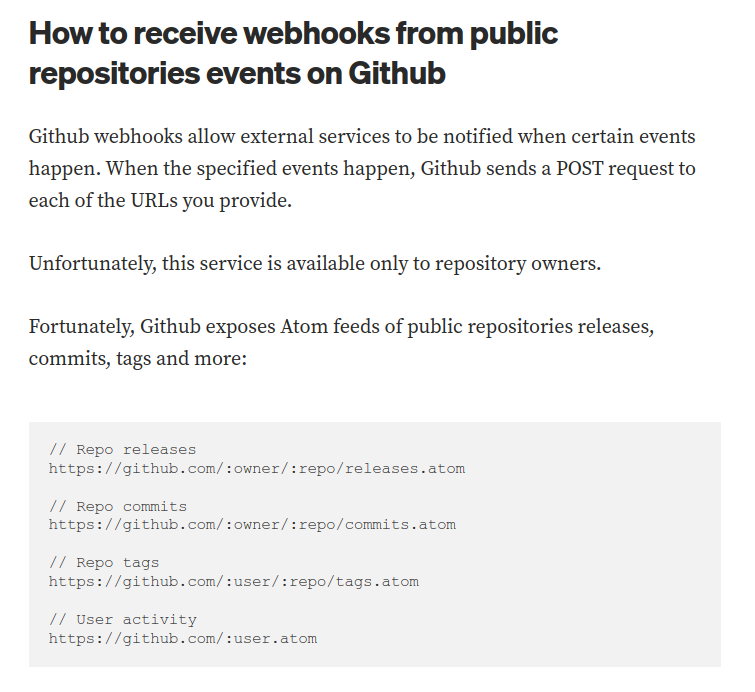 How to receive webhooks from public
repositories events on Github
Github webhooks allow external services to be notified when certain events
happen. When the specified events happen, Github sends a POST request to
each of the URLs you provide.
Unfortunately, this service is available only to repository owners.
Fortunately, Github exposes Atom feeds of public repositories releases,
commits, tags and more:
// Repo releases
https://github.com/:owner/:repo/releases.atom
// Repo commits
https://github.com/:owner/:repo/commits.atom
// Repo tags
https://github.com/:user/:repo/tags.atom
// User activity
https://github.com/:user.atom